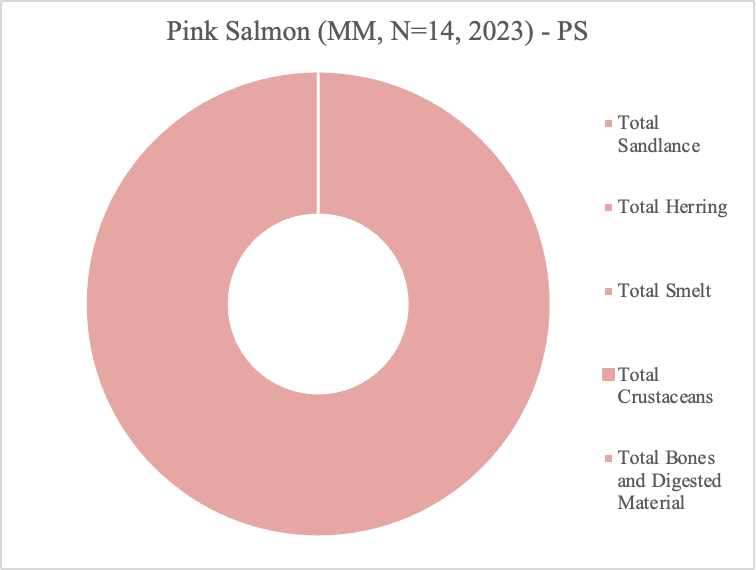 Pink Salmon (MM, N=14, 2023) - PS
Total
Sandlance
Total Herring
Total Smelt
Total
Crustaceans
Total Bones
and Digested
Material